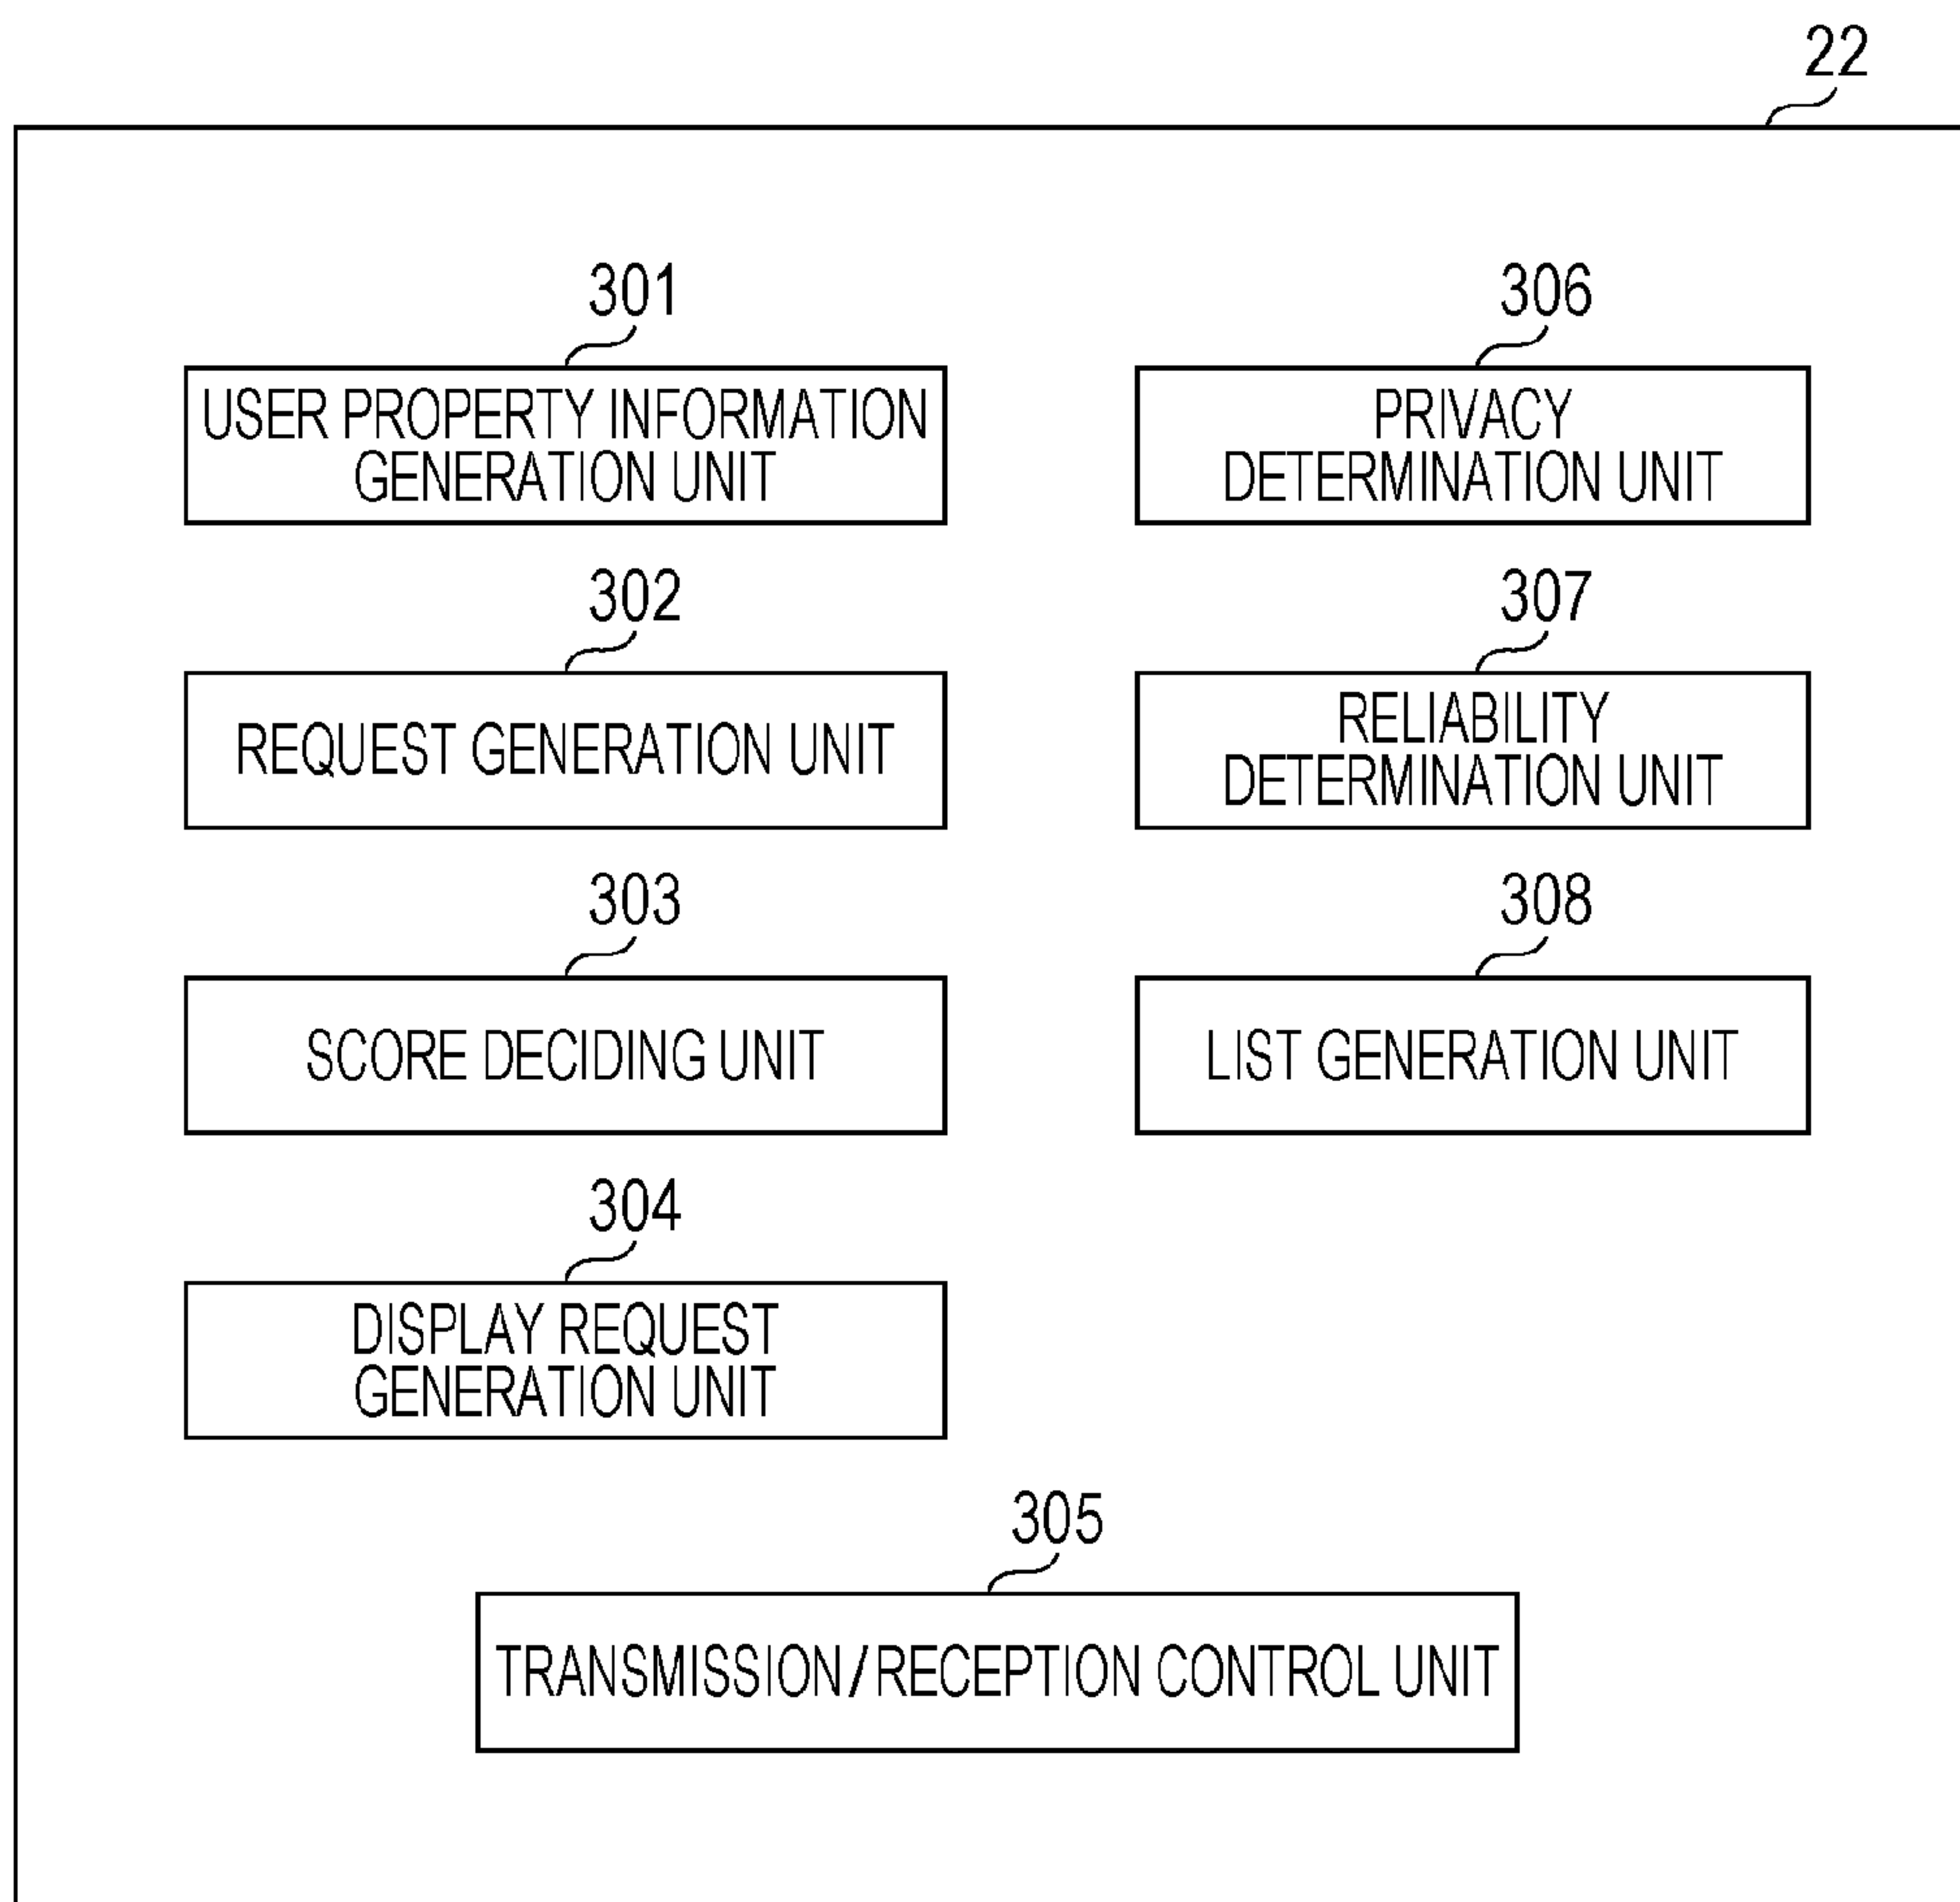 22
301
USER PROPERTY INFORMATION
GENERATION UNIT
302
REQUEST GENERATION UNIT
303
SCORE DECIDING UNIT
304
DISPLAY REQUEST
GENERATION UNIT
306
PRIVACY
DETERMINATION UNIT
307
RELIABILITY
DETERMINATION UNIT
308
LIST GENERATION UNIT
305
TRANSMISSION/RECEPTION CONTROL UNIT